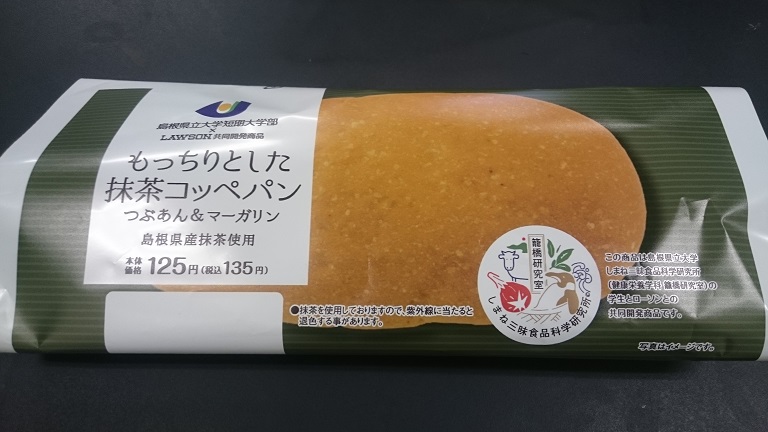 島根県立大学短期大学部
×
LAWSON共同開発商品
もっちりとした
抹茶コッペパン
つぶあん&マーガリン
島根県産抹茶使用
本体
価格 125円(税込135円)
●抹茶を使用しておりますので、紫外線に当たると
退色する事があります。
籠橋研究室
しまね三昧食品科学研究所
この商品は島根県立大学
しまね三昧食品科学研究所
(健康栄養学科 籠橋研究室)の
学生とローソンとの
共同開発商品です。
写真はイメージです。